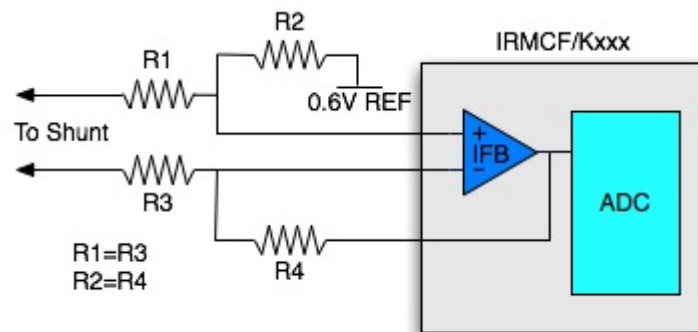 R2
IRMCF/Kxxx
R1
0.6V REF
To Shunt
+
IFB
−
ADC
R3
R1=R3
R2=R4
R4